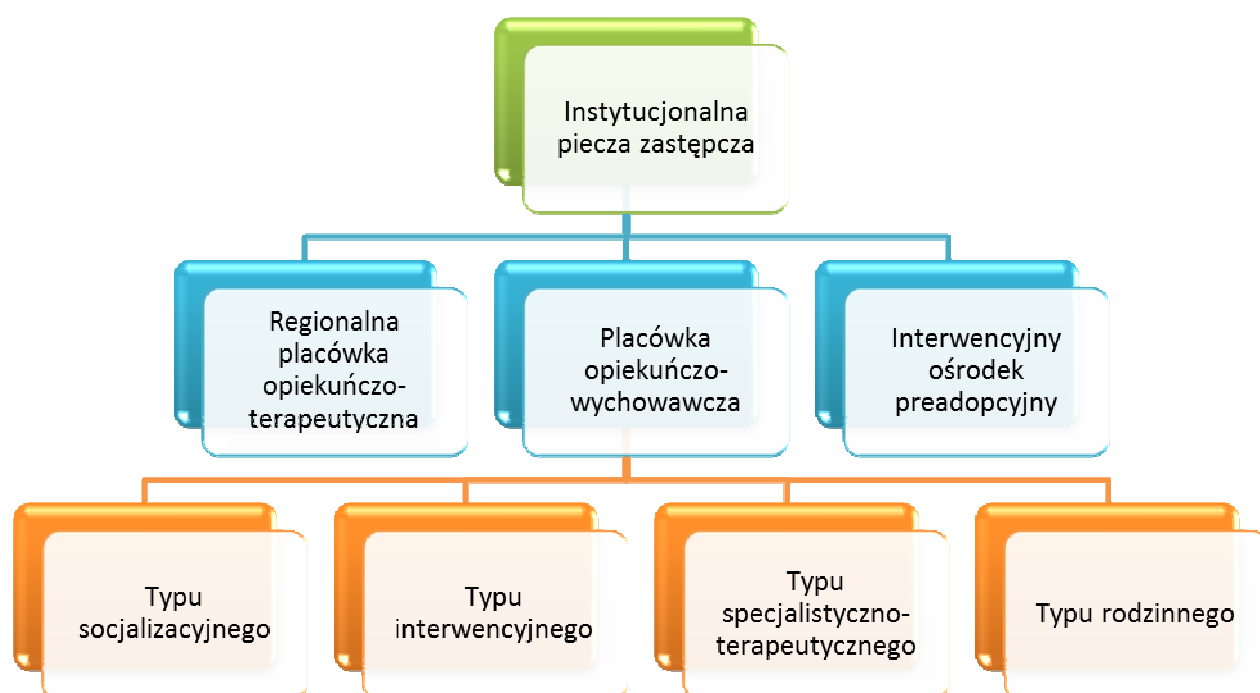 Instytucjonalna
piecza zastępcza
Regionalna
placówka
opiekuńczo-
terapeutyczna
Placówka
opiekuńczo-
wychowawcza
Interwencyjny
ośrodek
preadopcyjny
Typu
socjalizacyjnego
Typu
interwencyjnego
Typu
specjalistyczno-
terapeutycznego
Typu rodzinnego